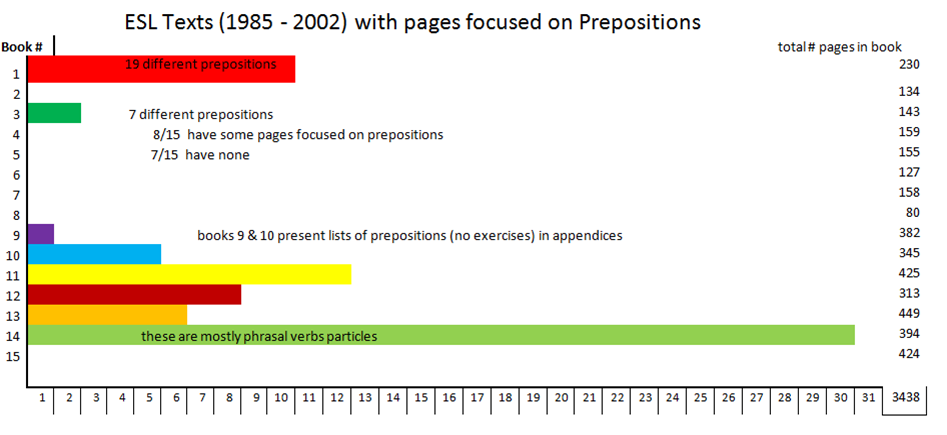 ESL Texts (1985 - 2002) with pages focused on Prepositions
Book # total # pages in book
1 19 different prepositions 230
2 134
3 7 different prepositions 143
4 8/15 have some pages focused on prepositions 159
5 7/15 have none 155
6 127
7 158
8 80
9 books 9 & 10 present lists of prepositions (no exercises) in appendices 382
10 345
11 425
12 313
13 449
14 these are mostly phrasal verbs particles 394
15 424
1 2 3 4 5 6 7 8 9 10 11 12 13 14 15 16 17 18 19 20 21 22 23 24 25 26 27 28 29 30 31 3438